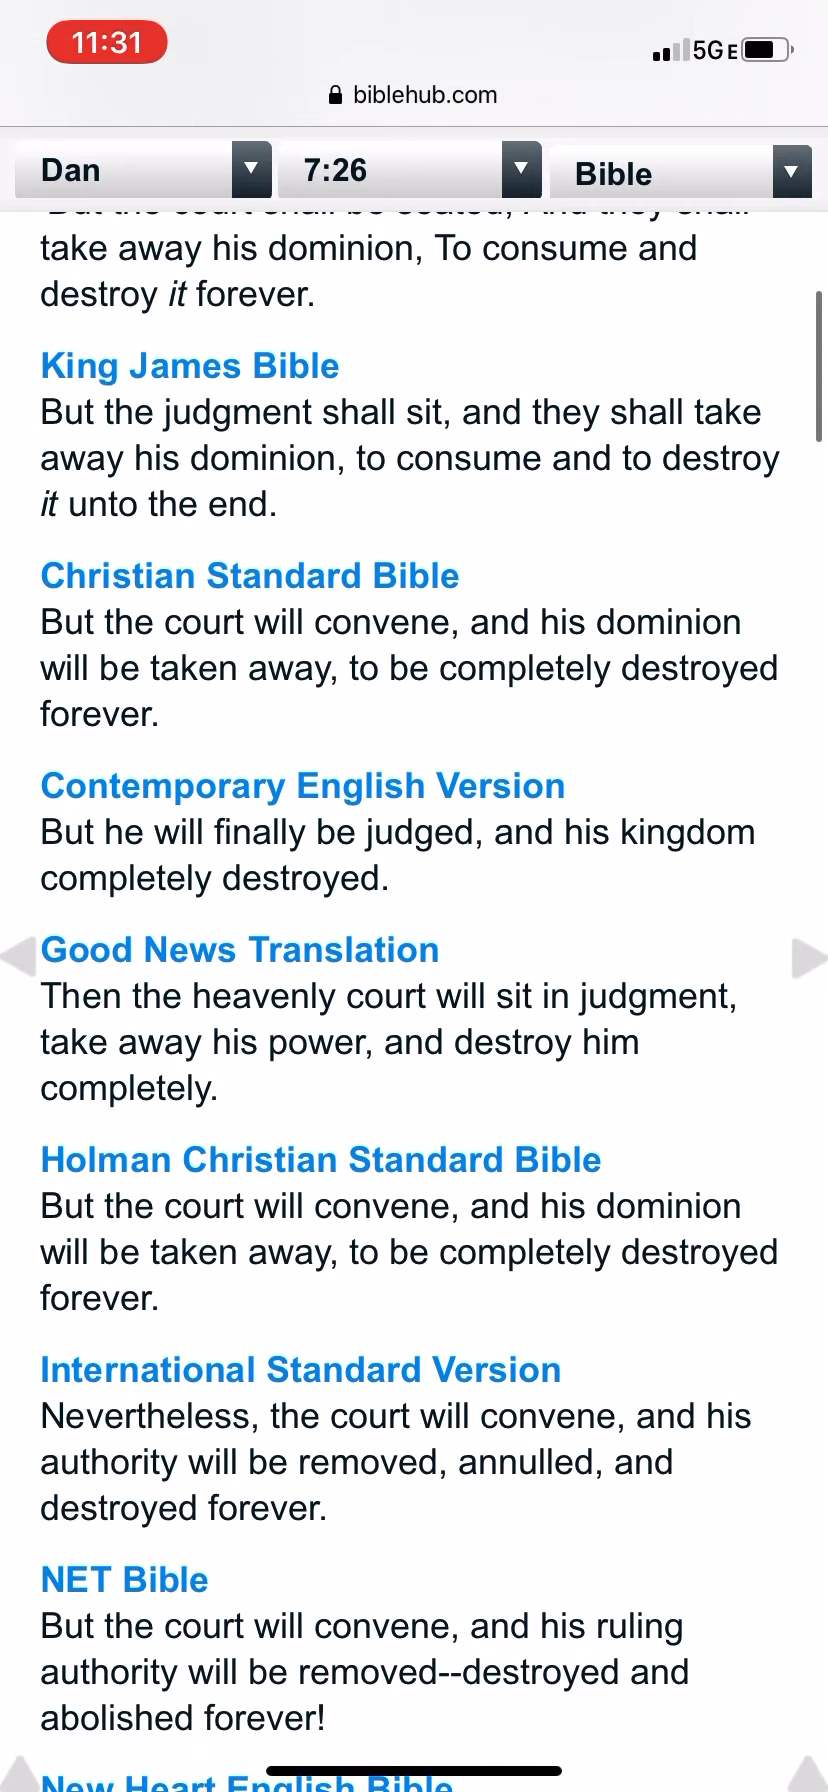 11:31
5GE
biblehub.com
Dan
7:26
Bible
take away his dominion, To consume and
destroy it forever.
King James Bible
But the judgment shall sit, and they shall take
away his dominion, to consume and to destroy
it unto the end.
Christian Standard Bible
But the court will convene, and his dominion
will be taken away, to be completely destroyed
forever.
Contemporary English Version
But he will finally be judged, and his kingdom
completely destroyed.
Good News Translation
Then the heavenly court will sit in judgment,
take away his power, and destroy him
completely.
Holman Christian Standard Bible
But the court will convene, and his dominion
will be taken away, to be completely destroyed
forever.
International Standard Version
Nevertheless, the court will convene, and his
authority will be removed, annulled, and
destroyed forever.
NET Bible
But the court will convene, and his ruling
authority will be removed--destroyed and
abolished forever!
New Heart English Bible